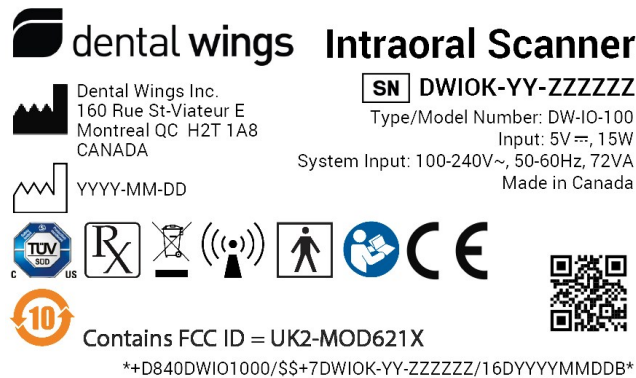 dental wings
Intraoral Scanner
SN DWIOK-YY-ZZZZZZ
Dental Wings Inc.
160 Rue St-Viateur E
Montreal QC H2T 1A8
CANADA
Type/Model Number: DW-IO-100
Input: 5V⎓, 15W
System Input: 100-240V~, 50-60Hz, 72VA
Made in Canada
YYYY-MM-DD
TÜV
SÜD
C US
Rx
CE
10
Contains FCC ID = UK2-MOD621X
*+D840DWIO1000/$$+7DWIOK-YY-ZZZZZZ/16DYYYYMMDDB*